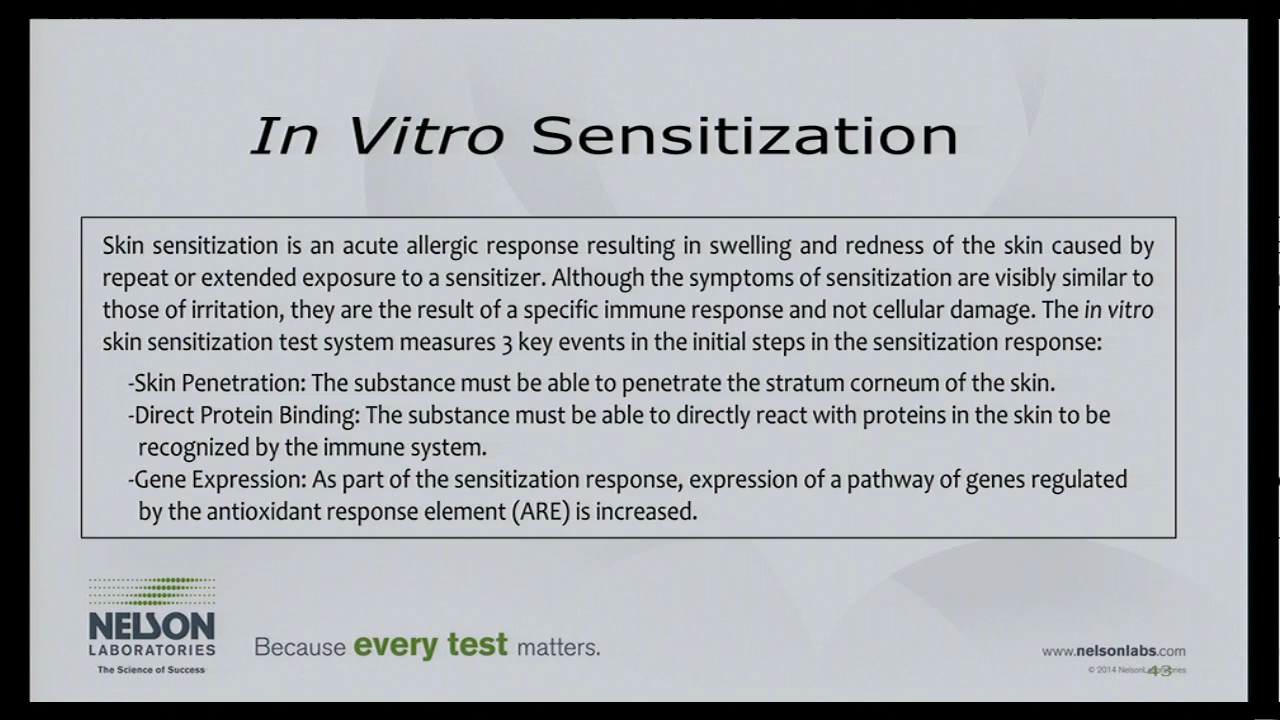 In Vitro Sensitization
Skin sensitization is an acute allergic response resulting in swelling and redness of the skin caused by
repeat or extended exposure to a sensitizer. Although the symptoms of sensitization are visibly similar to
those of irritation, they are the result of a specific immune response and not cellular damage. The in vitro
skin sensitization test system measures 3 key events in the initial steps in the sensitization response:
-Skin Penetration: The substance must be able to penetrate the stratum corneum of the skin.
-Direct Protein Binding: The substance must be able to directly react with proteins in the skin to be
recognized by the immune system.
-Gene Expression: As part of the sensitization response, expression of a pathway of genes regulated
by the antioxidant response element (ARE) is increased.
NELSON
LABORATORIES
The Science of Success
Because every test matters.
www.nelsonlabs.com
© 2014 Nelson Laboratories
43